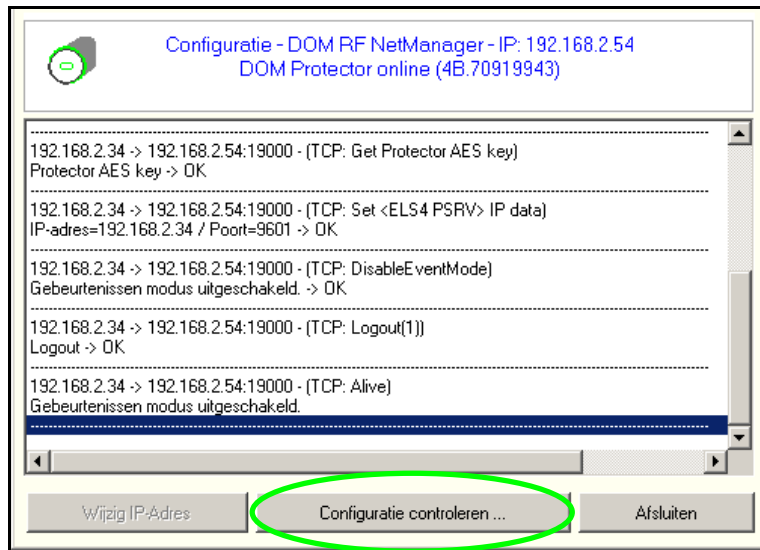 Configuratie - DOM RF NetManager - IP: 192.168.2.54
DOM Protector online (4B.70919943)
192.168.2.34 -> 192.168.2.54:19000 - (TCP: Get Protector AES key)
Protector AES key -> OK
192.168.2.34 -> 192.168.2.54:19000 - (TCP: Set <ELS4 PSRV> IP data)
IP-adres=192.168.2.34 / Poort=9601 -> OK
192.168.2.34 -> 192.168.2.54:19000 - (TCP: DisableEventMode)
Gebeurtenissen modus uitgeschakeld. -> OK
192.168.2.34 -> 192.168.2.54:19000 - (TCP: Logout(1))
Logout -> OK
192.168.2.34 -> 192.168.2.54:19000 - (TCP: Alive)
Gebeurtenissen modus uitgeschakeld.
Wijzig IP-Adres
Configuratie controleren ...
Afsluiten